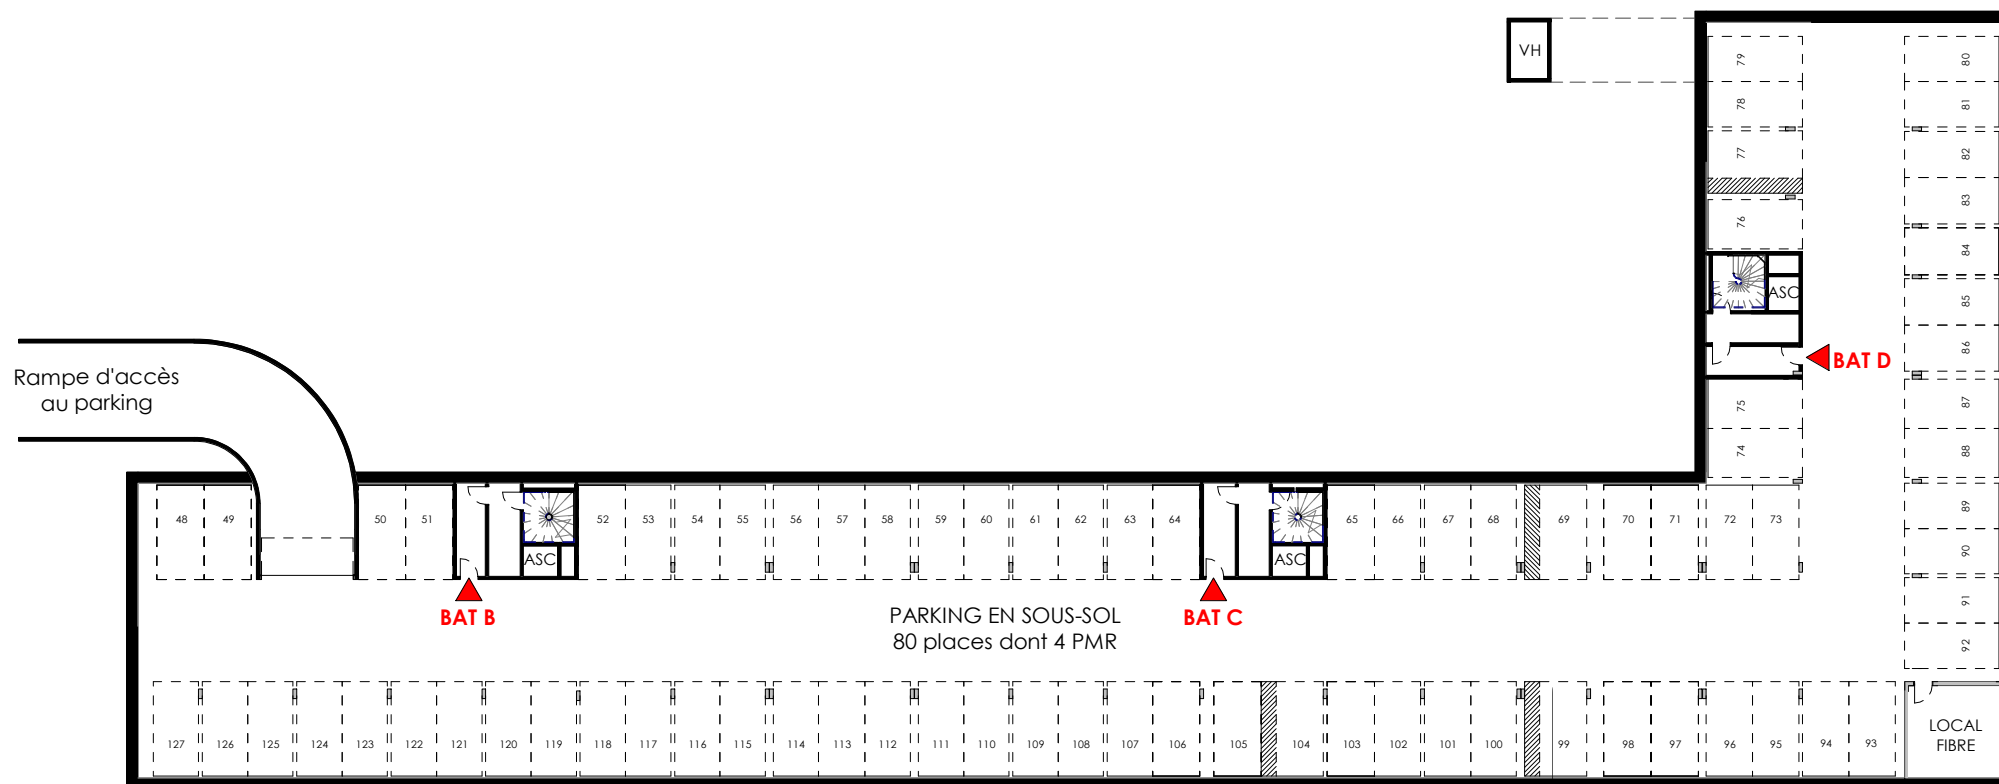 VH
79
80
78
81
77
82
76
83
84
ASC
85
86
BAT D
Rampe d'accès
au parking
75
87
74
88
48 49 50 51 52 53 54 55 56 57 58 59 60 61 62 63 64 65 66 67 68 69 70 71 72 73
89
90
ASC
ASC
91
92
BAT B
BAT C
PARKING EN SOUS-SOL
80 places dont 4 PMR
127 126 125 124 123 122 121 120 119 118 117 116 115 114 113 112 111 110 109 108 107 106 105 104 103 102 101 100 99 98 97 96 95 94 93
LOCAL
FIBRE